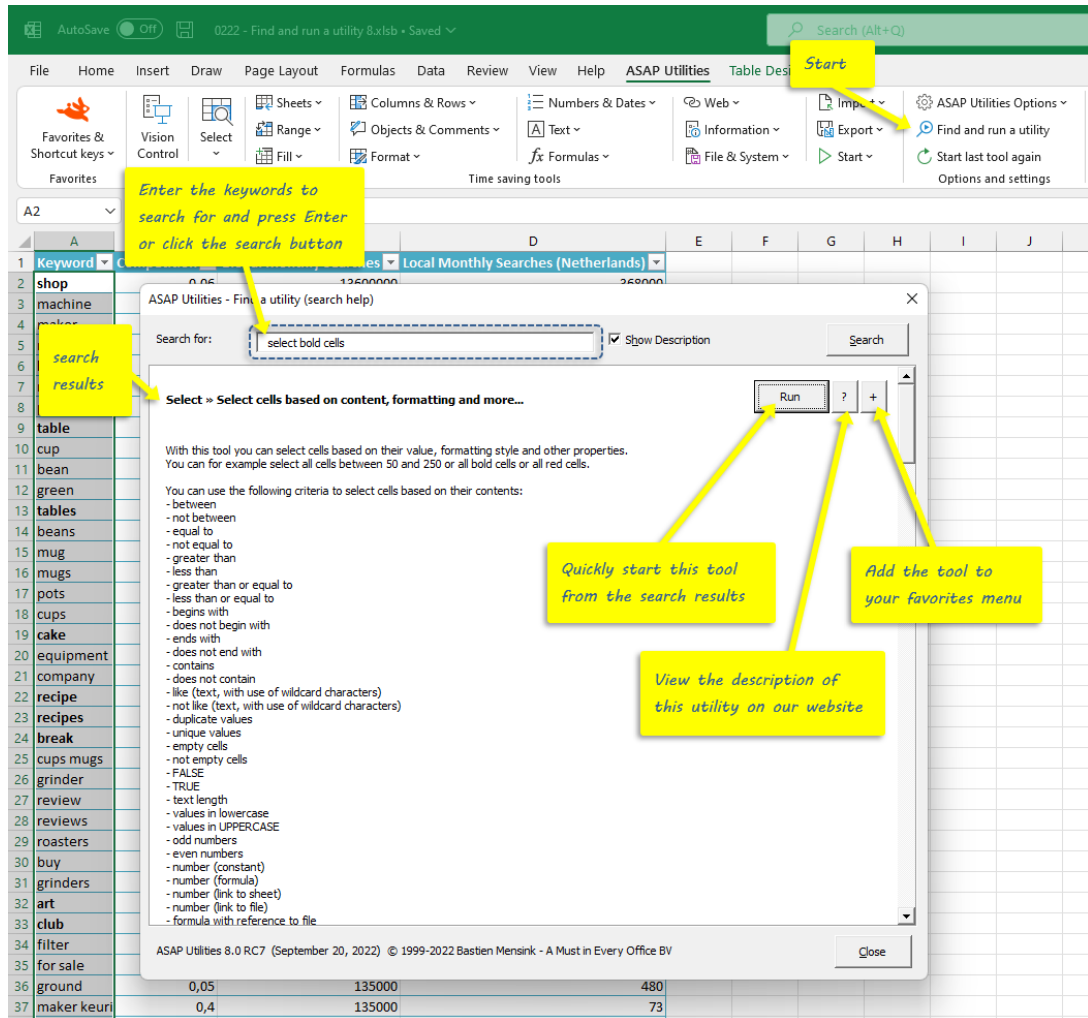 AutoSave Off 0222 - Find and run a utility 8.xlsb • Saved Search (Alt+Q)
Start
File Home Insert Draw Page Layout Formulas Data Review View Help ASAP Utilities Table Desi
Favorites & Shortcut keys
Vision Control
Select
Sheets
Range
Fill
Columns & Rows
Objects & Comments
Format
Numbers & Dates
Text
Formulas
Web
Information
File & System
Import
Export
Start
ASAP Utilities Options
Find and run a utility
Start last tool again
Favorites Time saving tools Options and settings
Enter the keywords to
search for and press Enter
or click the search button
A2
A D E F G H I J
1 Keyword Local Monthly Searches (Netherlands)
2 shop 0,06 13600000 368000
3 machine
4 maker
5
6
7
8
9 table
10 cup
11 bean
12 green
13 tables
14 beans
15 mug
16 mugs
17 pots
18 cups
19 cake
20 equipment
21 company
22 recipe
23 recipes
24 break
25 cups mugs
26 grinder
27 review
28 reviews
29 roasters
30 buy
31 grinders
32 art
33 club
34 filter
35 for sale
36 ground 0,05 135000 480
37 maker keuri 0,4 135000 73
ASAP Utilities - Find a utility (search help)
Search for: select bold cells Show Description Search
search
results
Select » Select cells based on content, formatting and more...
Run ? +
With this tool you can select cells based on their value, formatting style and other properties.
You can for example select all cells between 50 and 250 or all bold cells or all red cells.
You can use the following criteria to select cells based on their contents:
- between
- not between
- equal to
- not equal to
- greater than
- less than
- greater than or equal to
- less than or equal to
- begins with
- does not begin with
- ends with
- does not end with
- contains
- does not contain
- like (text, with use of wildcard characters)
- not like (text, with use of wildcard characters)
- duplicate values
- unique values
- empty cells
- not empty cells
- FALSE
- TRUE
- text length
- values in lowercase
- values in UPPERCASE
- odd numbers
- even numbers
- number (constant)
- number (formula)
- number (link to sheet)
- number (link to file)
- formula with reference to file
Quickly start this tool
from the search results
Add the tool to
your favorites menu
View the description of
this utility on our website
ASAP Utilities 8.0 RC7 (September 20, 2022) © 1999-2022 Bastien Mensink - A Must in Every Office BV
Close